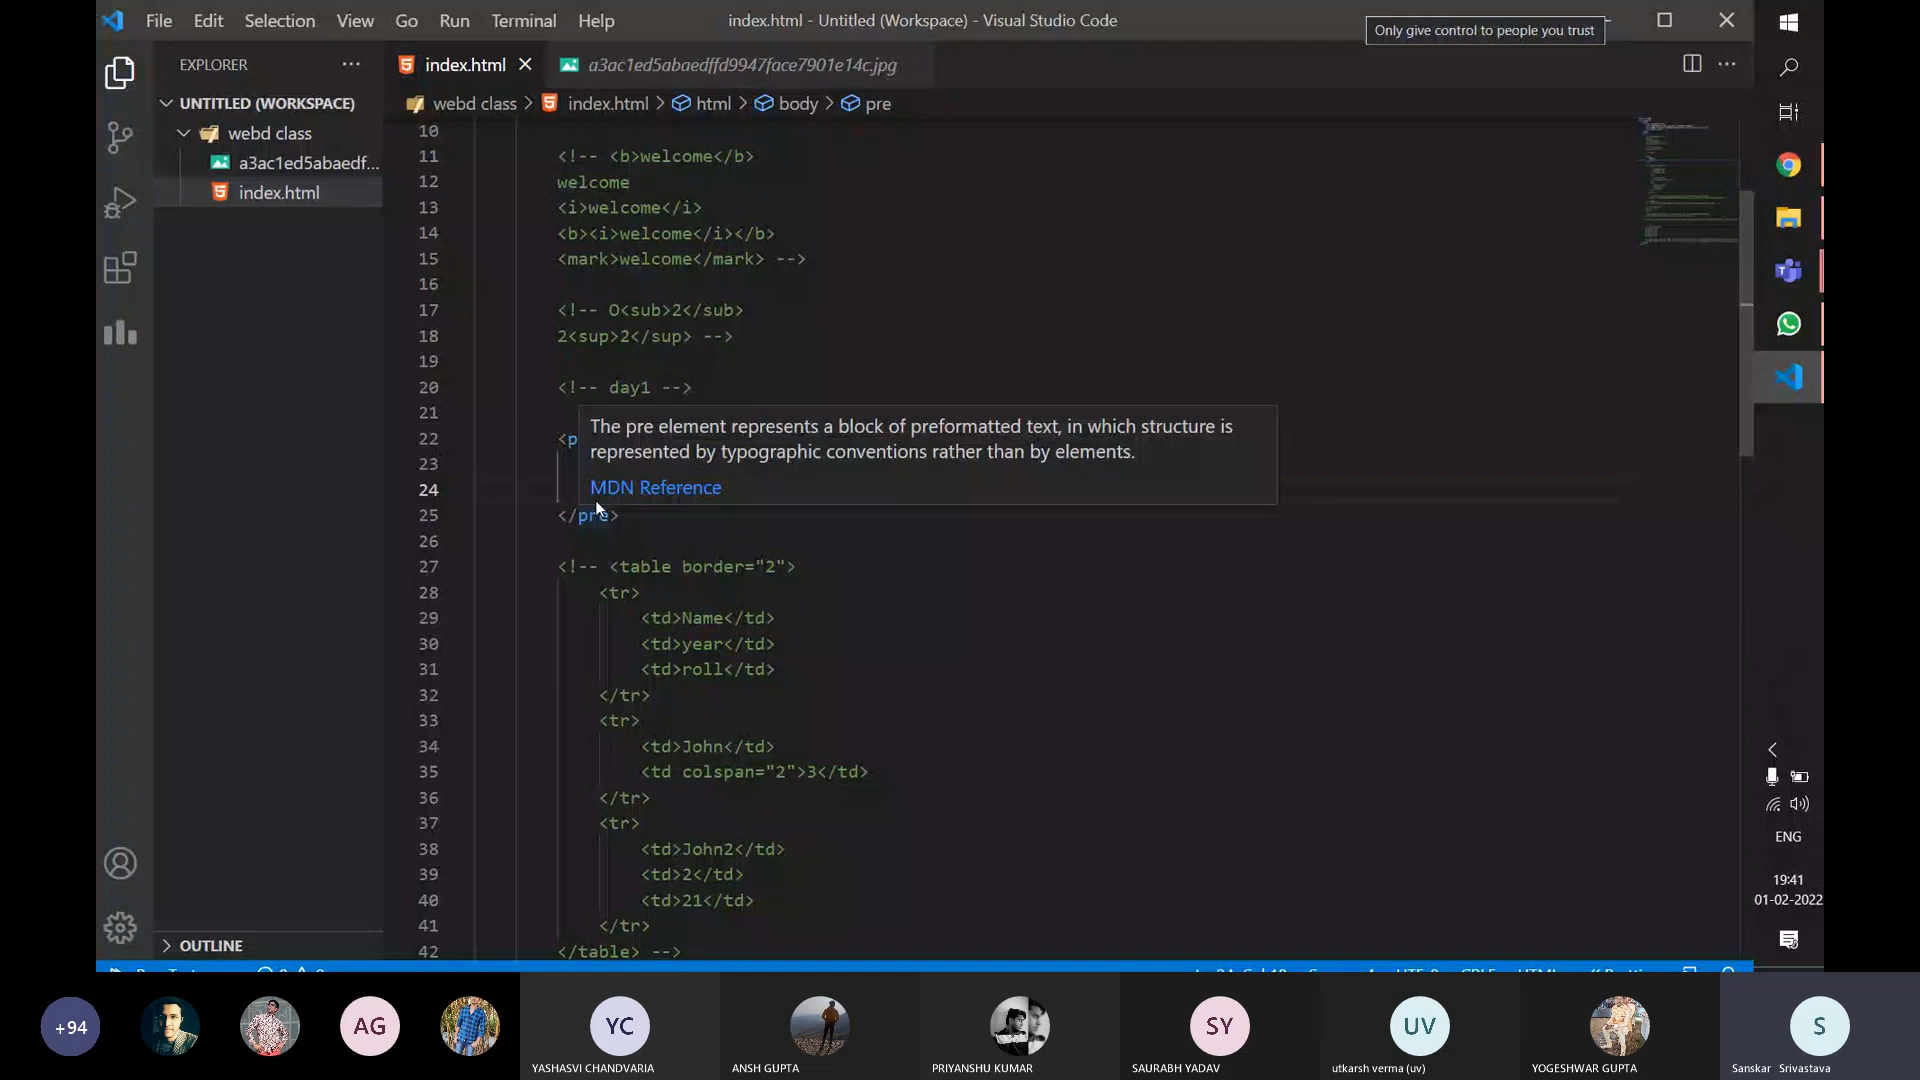 File Edit Selection View Go Run Terminal Help
index.html - Untitled (Workspace) - Visual Studio Code
Only give control to people you trust
EXPLORER
index.html
a3ac1ed5abaedffd9947face7901e14c.jpg
UNTITLED (WORKSPACE)
webd class
a3ac1ed5abaedf...
index.html
webd class > index.html > html > body > pre
10
11 <!-- <b>welcome</b>
12 welcome
13 <i>welcome</i>
14 <b><i>welcome</i></b>
15 <mark>welcome</mark> -->
16
17 <!-- O<sub>2</sub>
18 2<sup>2</sup> -->
19
20 <!-- day1 -->
21
22 <p
The pre element represents a block of preformatted text, in which structure is
represented by typographic conventions rather than by elements.
MDN Reference
23
24
25 </pre>
26
27 <!-- <table border="2">
28 <tr>
29 <td>Name</td>
30 <td>year</td>
31 <td>roll</td>
32 </tr>
33 <tr>
34 <td>John</td>
35 <td colspan="2">3</td>
36 </tr>
37 <tr>
38 <td>John2</td>
39 <td>2</td>
40 <td>21</td>
41 </tr>
42 </table> -->
OUTLINE
ENG
19:41
01-02-2022
+94
AG
YC
SY
UV
S
YASHASVI CHANDVARIA
ANSH GUPTA
PRIYANSHU KUMAR
SAURABH YADAV
utkarsh verma (uv)
YOGESHWAR GUPTA
Sanskar Srivastava